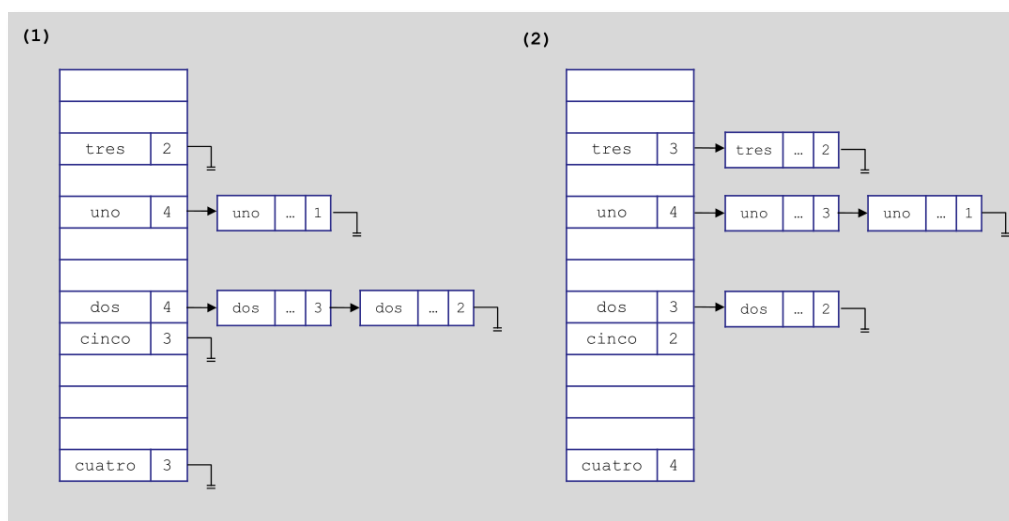 (1)
tres 2
uno 4 uno … 1
dos 4 dos … 3 dos … 2
cinco 3
cuatro 3
(2)
tres 3 tres … 2
uno 4 uno … 3 uno … 1
dos 3 dos … 2
cinco 2
cuatro 4